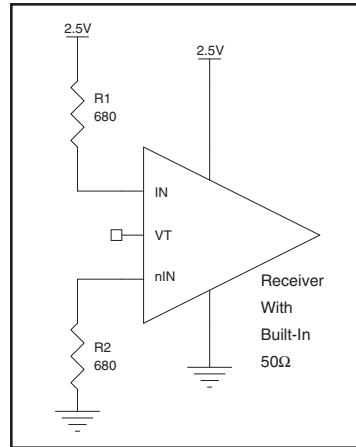 2.5V
2.5V
R1
680
IN
VT
nIN
Receiver
With
Built-In
50Ω
R2
680